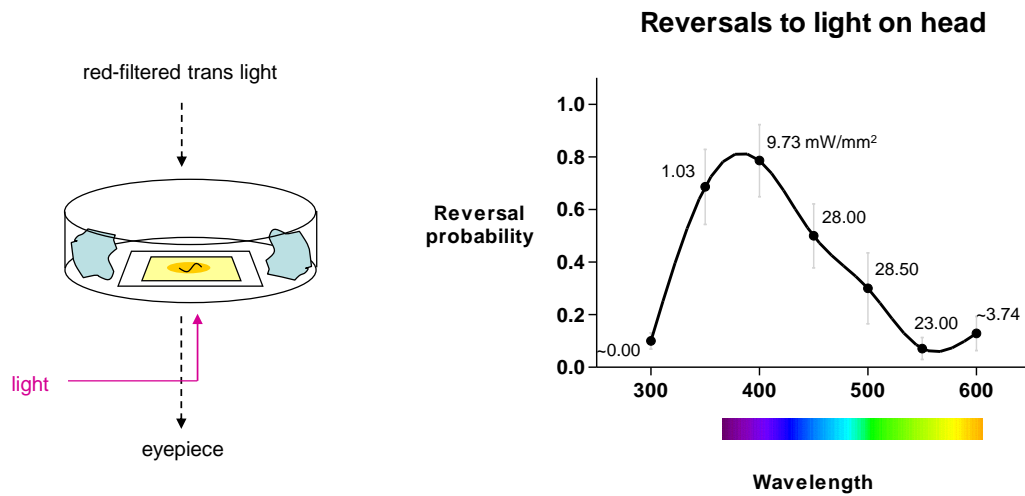 Reversals to light on head
red-filtered trans light
light
eyepiece
Reversal
probability
1.0
0.8
0.6
0.4
0.2
0.0
~0.00
1.03
9.73 mW/mm²
28.00
28.50
23.00
~3.74
300 400 500 600
Wavelength